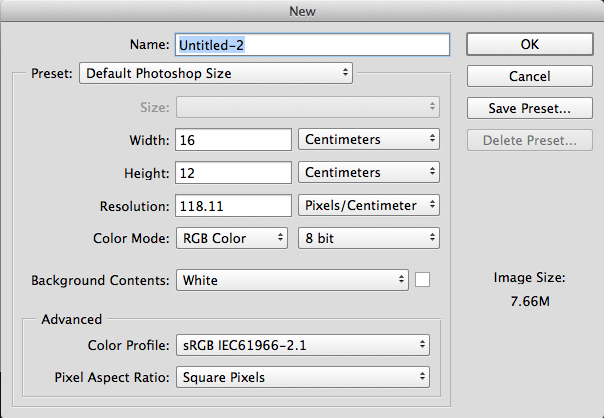 New
Name: Untitled-2
OK
Preset: Default Photoshop Size
Cancel
Size:
Save Preset...
Width: 16 Centimeters
Delete Preset...
Height: 12 Centimeters
Resolution: 118.11 Pixels/Centimeter
Color Mode: RGB Color 8 bit
Background Contents: White
Image Size:
7.66M
Advanced
Color Profile: sRGB IEC61966-2.1
Pixel Aspect Ratio: Square Pixels